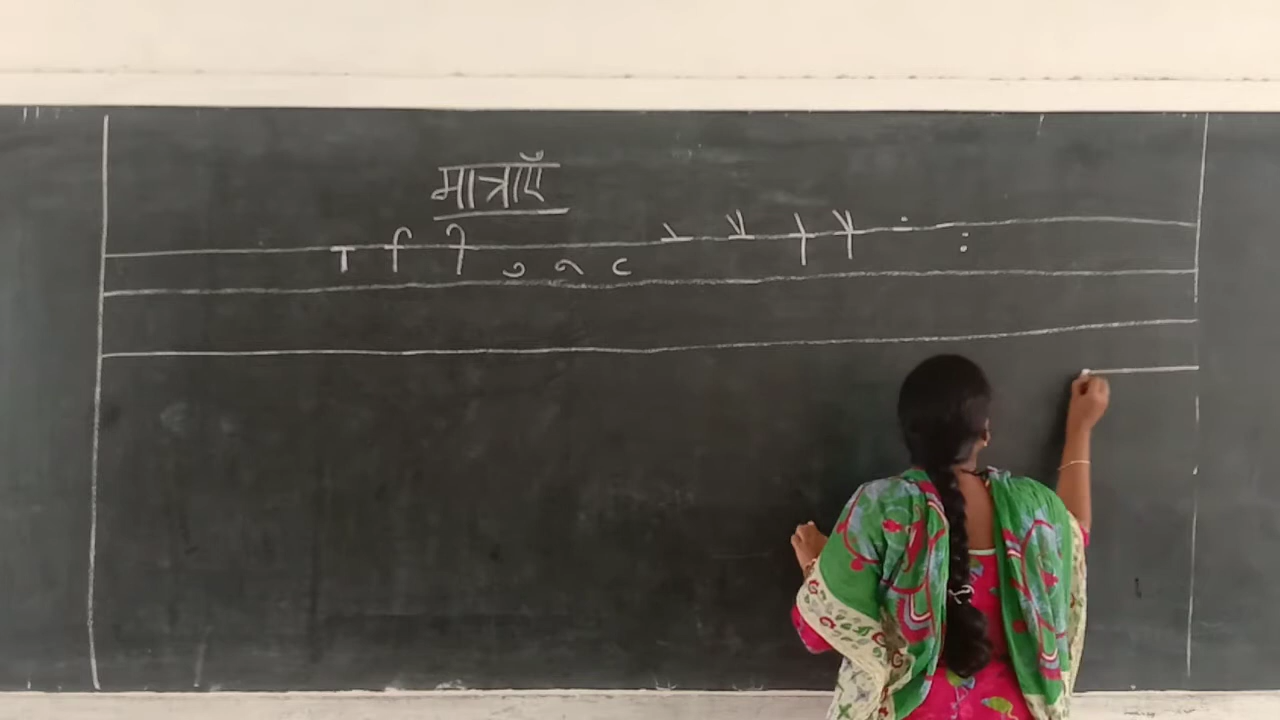 मात्राएँ
ा ि ी ु ू ृ े ै ो ौ ं ः